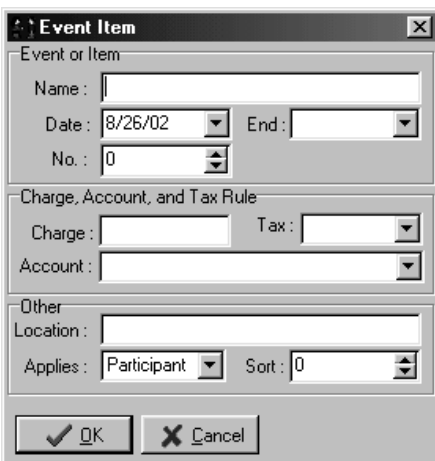 Event Item
Event or Item
Name :
Date : 8/26/02 End :
No. : 0
Charge, Account, and Tax Rule
Charge : Tax :
Account :
Other
Location :
Applies : Participant Sort : 0
OK Cancel